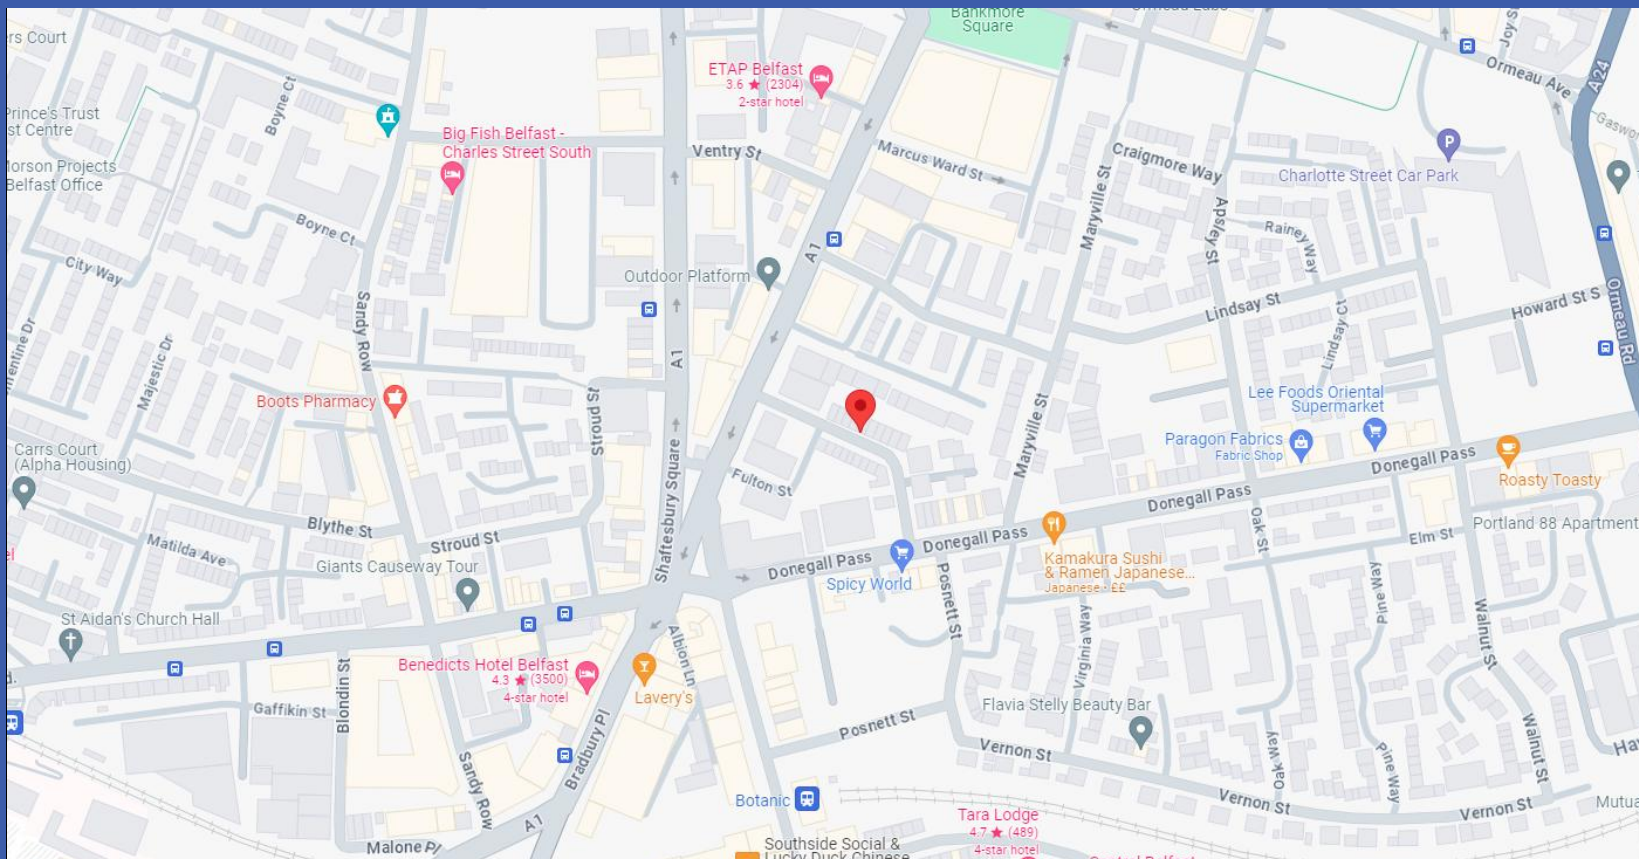 Bankmore
Square
ers Court
ETAP Belfast
3.6 ★ (2304)
2-star hotel
Joy St
Ormeau Ave
A24
Prince's Trust
st Centre
Boyne Ct
Big Fish Belfast -
Charles Street South
Ventry St
Marcus Ward St
Craigmore Way
P
Charlotte Street Car Park
Morson Projects
Belfast Office
Maryville St
Apsley St
Rainey Way
Boyne Ct
A1
City Way
Outdoor Platform
Sandy Row
Lindsay St
Lindsay Ct
Howard St S
Ormeau Rd
Majestic Dr
A1
Boots Pharmacy
Stroud St
Lee Foods Oriental
Supermarket
Maryville St
Paragon Fabrics
Fabric Shop
Donegall Pass
Roasty Toasty
Carrs Court
(Alpha Housing)
Shaftesbury Square
Fulton St
Donegall Pass
Blythe St
Stroud St
Oak St
Portland 88 Apartment
Elm St
Matilda Ave
Donegall Pass
Donegall Pass
Giants Causeway Tour
Spicy World
Kamakura Sushi
& Ramen Japanese...
Japanese · ££
Posnett St
Pine Way
Walnut St
St Aidan's Church Hall
Albion Ln
Virginia Way
Benedicts Hotel Belfast
4.3 ★ (3500)
4-star hotel
Lavery's
Blondin St
Gaffikin St
Flavia Stelly Beauty Bar
Posnett St
Bradbury Pl
Vernon St
Oak Way
Pine Way
Walnut St
Sandy Row
Botanic
Vernon St
Vernon St
A1
Malone Pl
Tara Lodge
4.7 ★ (489)
4-star hotel
Southside Social &
Lucky Duck Chinese